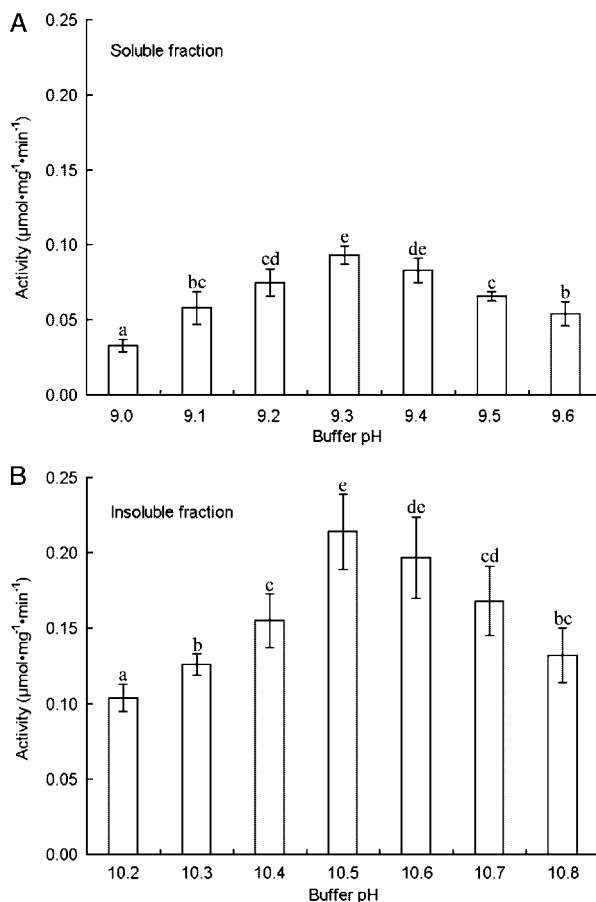 A
0.25
Soluble fraction
0.20
0.15
0.10
0.05
0.00
Activity (µmol•mg⁻¹•min⁻¹)
a
bc
cd
e
de
c
b
9.0 9.1 9.2 9.3 9.4 9.5 9.6
Buffer pH
B
0.25
Insoluble fraction
0.20
0.15
0.10
0.05
0.00
Activity (µmol•mg⁻¹•min⁻¹)
a
b
c
e
de
cd
bc
10.2 10.3 10.4 10.5 10.6 10.7 10.8
Buffer pH